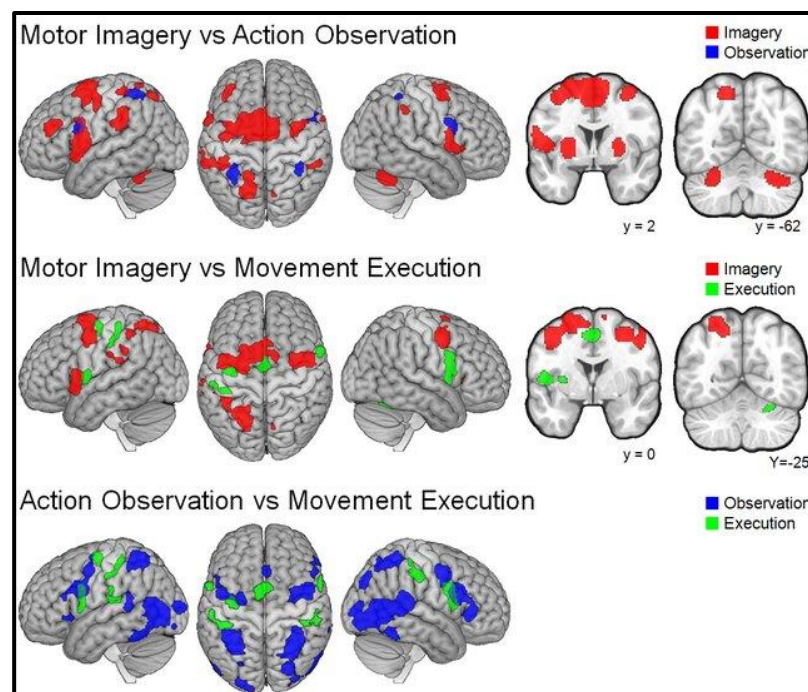 Motor Imagery vs Action Observation
Imagery
Observation
y = 2
y = -62
Motor Imagery vs Movement Execution
Imagery
Execution
y = 0
Y=-25
Action Observation vs Movement Execution
Observation
Execution